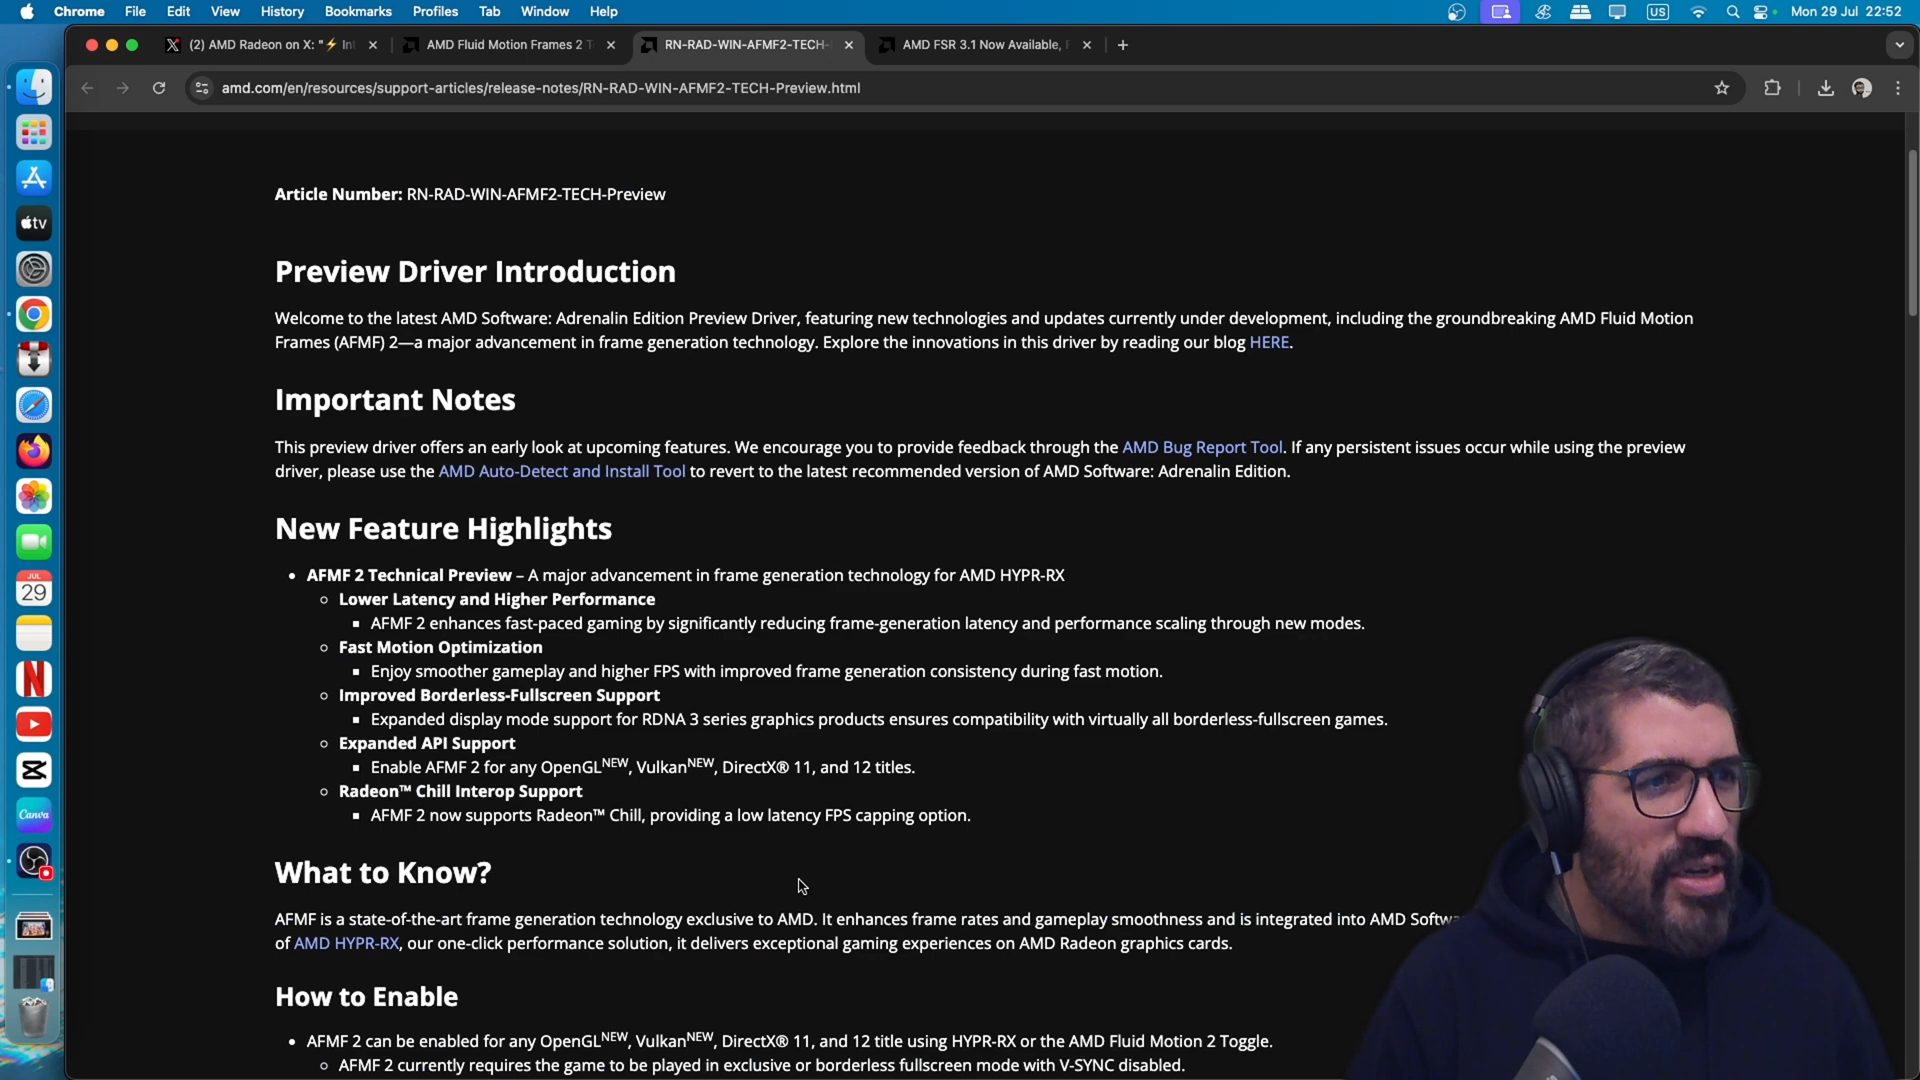 Chrome File Edit View History Bookmarks Profiles Tab Window Help US Mon 29 Jul 22:52
(2) AMD Radeon on X: "⚡ In AMD Fluid Motion Frames 2 T RN-RAD-WIN-AFMF2-TECH- AMD FSR 3.1 Now Available,
amd.com/en/resources/support-articles/release-notes/RN-RAD-WIN-AFMF2-TECH-Preview.html
Article Number: RN-RAD-WIN-AFMF2-TECH-Preview
Preview Driver Introduction
Welcome to the latest AMD Software: Adrenalin Edition Preview Driver, featuring new technologies and updates currently under development, including the groundbreaking AMD Fluid Motion
Frames (AFMF) 2—a major advancement in frame generation technology. Explore the innovations in this driver by reading our blog HERE.
Important Notes
This preview driver offers an early look at upcoming features. We encourage you to provide feedback through the AMD Bug Report Tool. If any persistent issues occur while using the preview
driver, please use the AMD Auto-Detect and Install Tool to revert to the latest recommended version of AMD Software: Adrenalin Edition.
New Feature Highlights
• AFMF 2 Technical Preview – A major advancement in frame generation technology for AMD HYPR-RX
◦ Lower Latency and Higher Performance
▪ AFMF 2 enhances fast-paced gaming by significantly reducing frame-generation latency and performance scaling through new modes.
◦ Fast Motion Optimization
▪ Enjoy smoother gameplay and higher FPS with improved frame generation consistency during fast motion.
◦ Improved Borderless-Fullscreen Support
▪ Expanded display mode support for RDNA 3 series graphics products ensures compatibility with virtually all borderless-fullscreen games.
◦ Expanded API Support
▪ Enable AFMF 2 for any OpenGLNEW, VulkanNEW, DirectX® 11, and 12 titles.
◦ Radeon™ Chill Interop Support
▪ AFMF 2 now supports Radeon™ Chill, providing a low latency FPS capping option.
What to Know?
AFMF is a state-of-the-art frame generation technology exclusive to AMD. It enhances frame rates and gameplay smoothness and is integrated into AMD Softwa
of AMD HYPR-RX, our one-click performance solution, it delivers exceptional gaming experiences on AMD Radeon graphics cards.
How to Enable
• AFMF 2 can be enabled for any OpenGLNEW, VulkanNEW, DirectX® 11, and 12 title using HYPR-RX or the AMD Fluid Motion 2 Toggle.
◦ AFMF 2 currently requires the game to be played in exclusive or borderless fullscreen mode with V-SYNC disabled.
tv
JUL
29
N
Canva